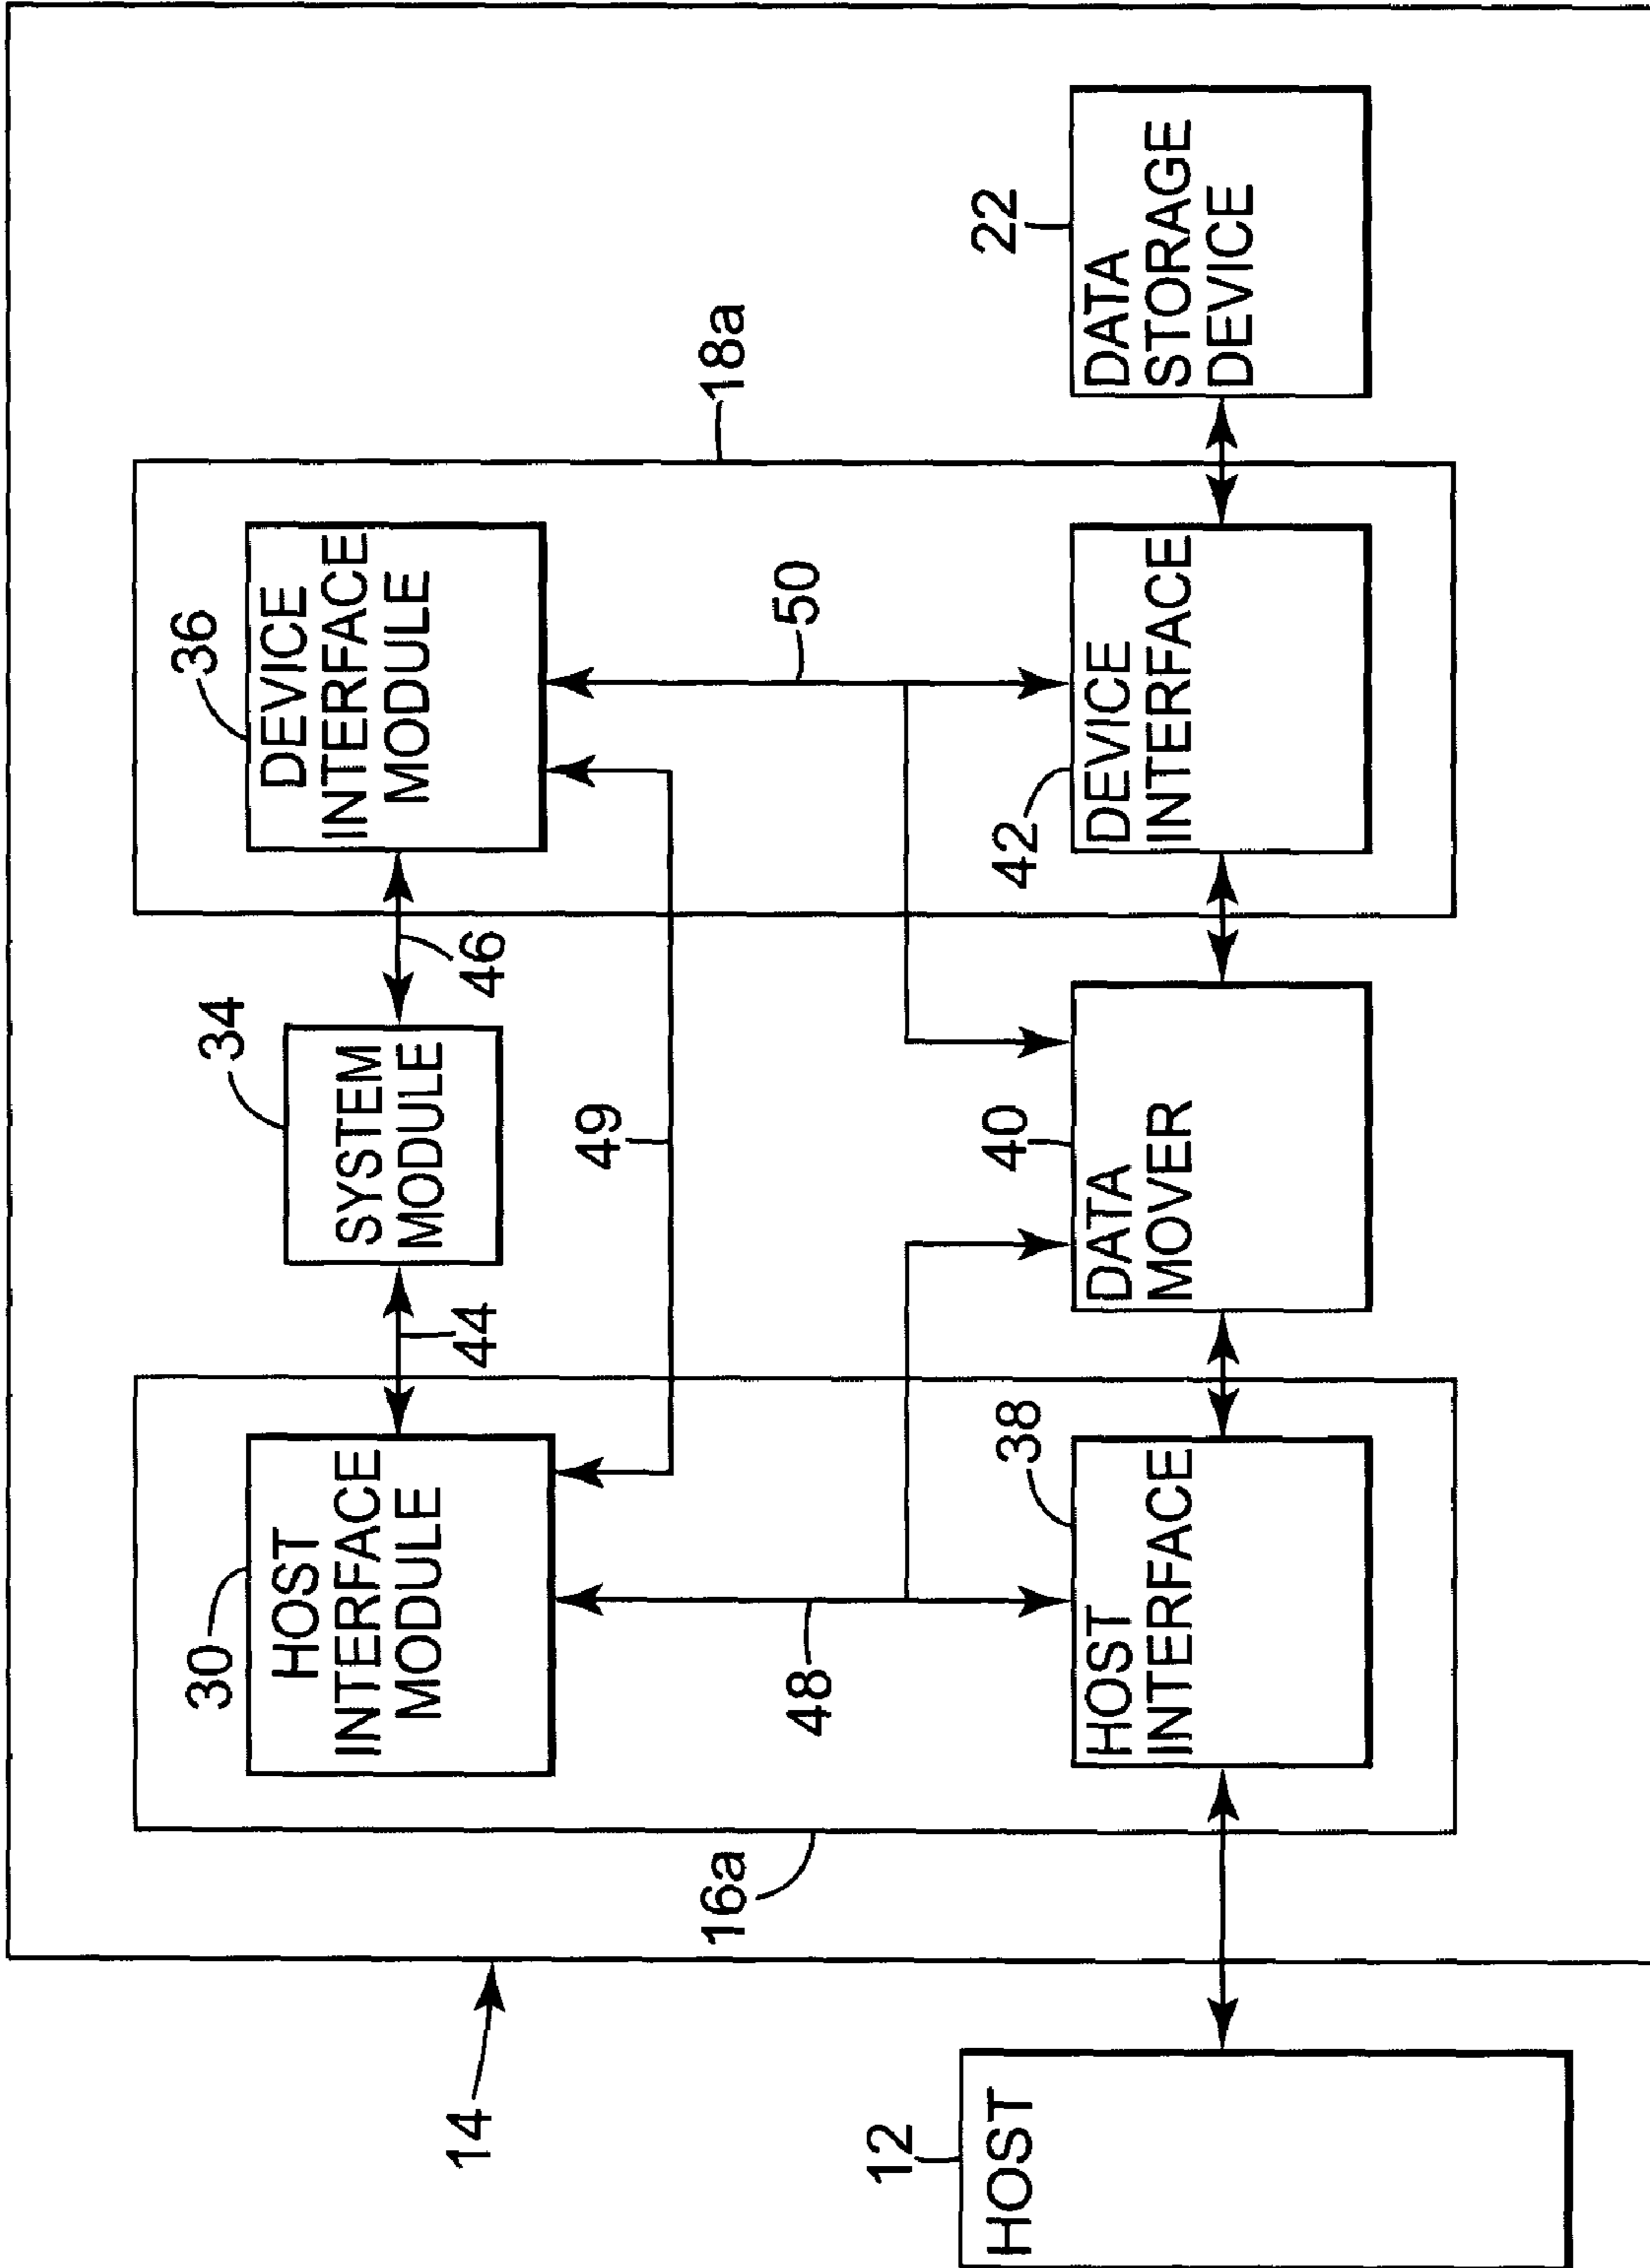 14
30
HOST
INTERFACE
MODULE
44
34
SYSTEM
MODULE
46
36
DEVICE
INTERFACE
MODULE
49
16a
48
50
18a
12
HOST
38
HOST
INTERFACE
40
DATA
MOVER
42
DEVICE
INTERFACE
22
DATA
STORAGE
DEVICE